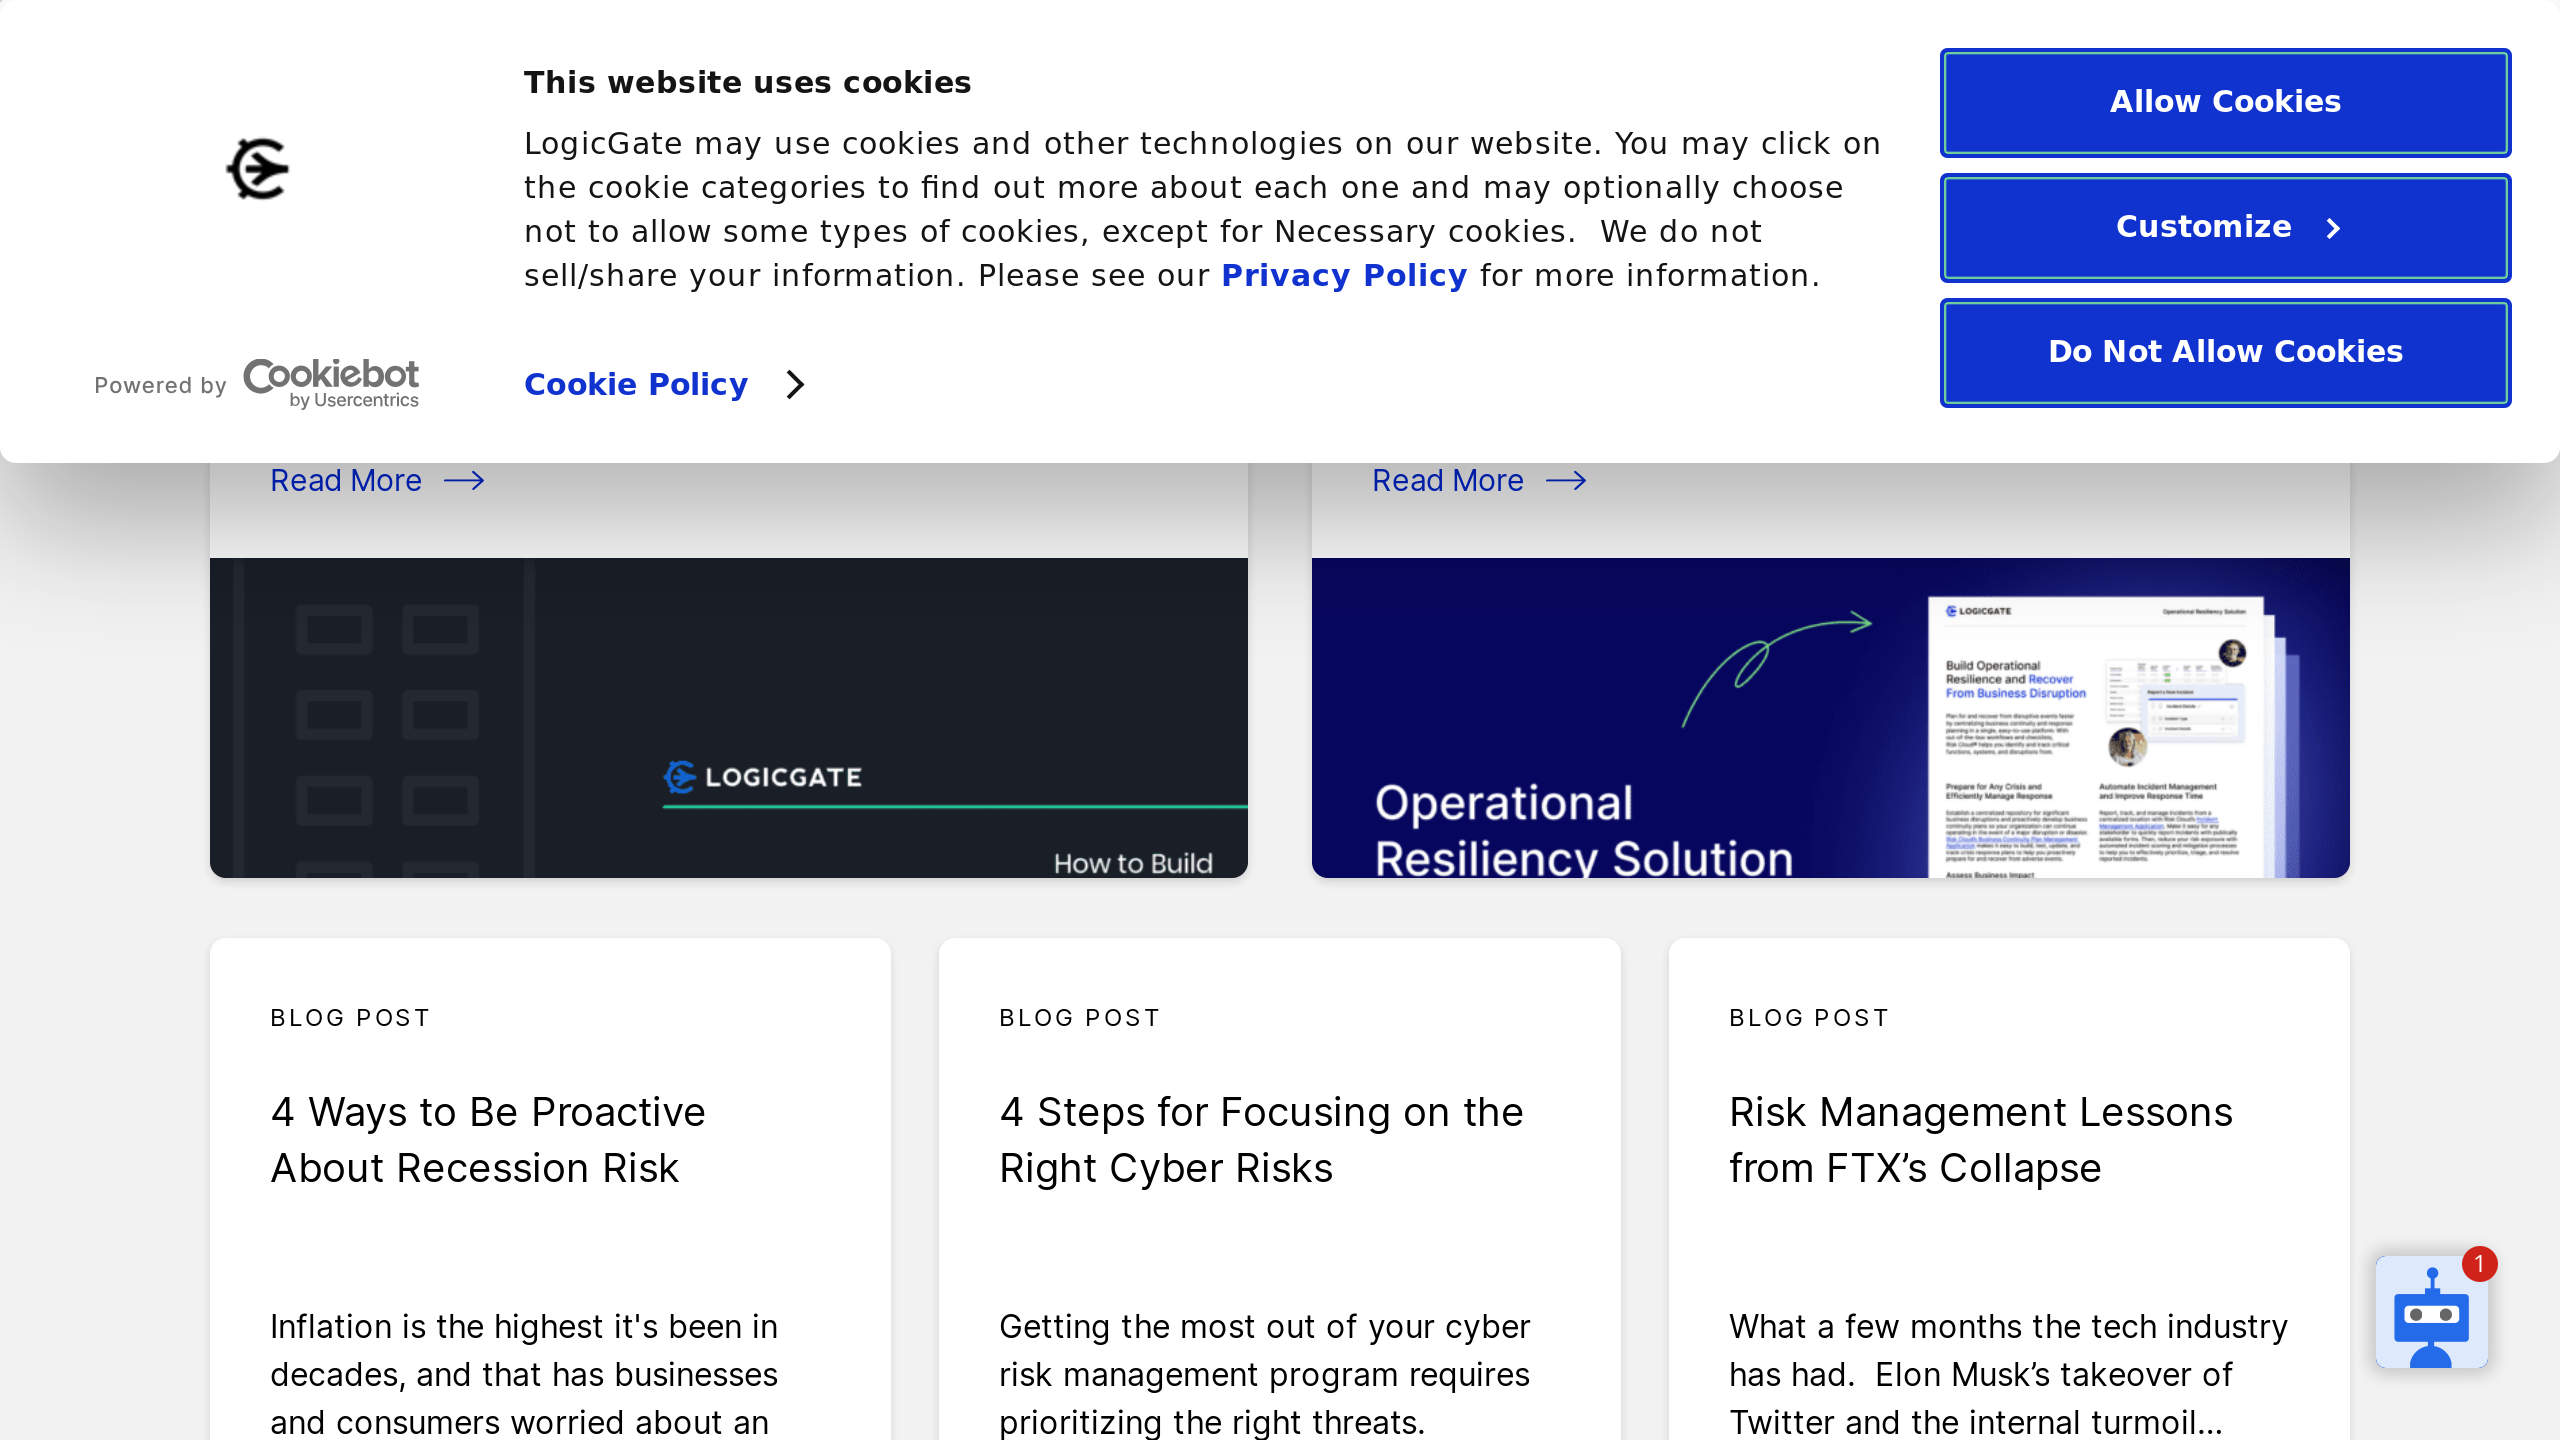 This website uses cookies
LogicGate may use cookies and other technologies on our website. You may click on
the cookie categories to find out more about each one and may optionally choose
not to allow some types of cookies, except for Necessary cookies.  We do not
sell/share your information. Please see our Privacy Policy for more information.
Powered by Cookiebot
by Usercentrics
Cookie Policy
Allow Cookies
Customize
Do Not Allow Cookies
Read More
Read More
LOGICGATE
How to Build
Operational
Resiliency Solution
LOGICGATE
Operational Resiliency Solution
Build Operational
Resilience and Recover
From Business Disruption
Prepare for Any Crisis and
Efficiently Manage Response
Automate Incident Management
and Improve Response Time
Assess Business Impact
BLOG POST
4 Ways to Be Proactive
About Recession Risk
Inflation is the highest it's been in
decades, and that has businesses
and consumers worried about an
BLOG POST
4 Steps for Focusing on the
Right Cyber Risks
Getting the most out of your cyber
risk management program requires
prioritizing the right threats.
BLOG POST
Risk Management Lessons
from FTX’s Collapse
What a few months the tech industry
has had.  Elon Musk’s takeover of
Twitter and the internal turmoil...
1